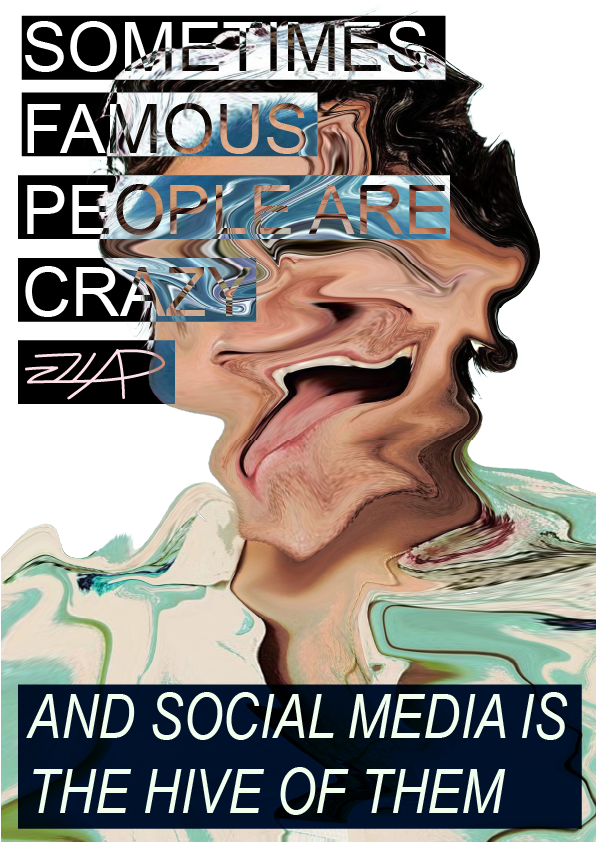 SOMETIMES
FAMOUS
PEOPLE ARE
CRAZY
AND SOCIAL MEDIA IS
THE HIVE OF THEM